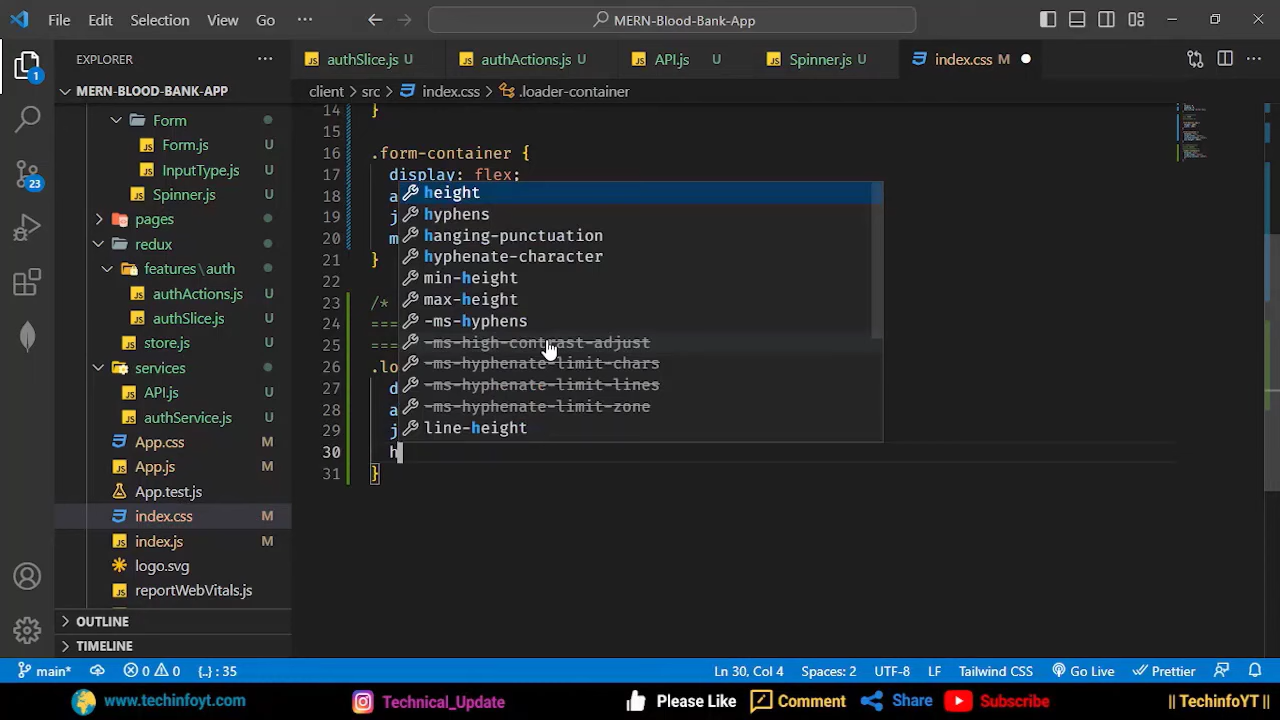 File Edit Selection View Go ··· MERN-Blood-Bank-App
EXPLORER ···
authSlice.js U authActions.js U API.js U Spinner.js U index.css M
MERN-BLOOD-BANK-APP
client > src > index.css > .loader-container
1
23
Form
Form.js U
InputType.js U
Spinner.js U
pages
redux
features\auth
authActions.js U
authSlice.js U
store.js U
services
API.js U
authService.js U
App.css M
App.js M
App.test.js
index.css M
index.js M
logo.svg
reportWebVitals.js
OUTLINE
TIMELINE
14 }
15
16 .form-container {
17 display: flex;
18 a
19 j
20 m
21 }
22
23 /*
24 ===
25 ===
26 .lo
27 d
28 a
29 j
30 h
31 }
height
hyphens
hanging-punctuation
hyphenate-character
min-height
max-height
-ms-hyphens
-ms-high-contrast-adjust
-ms-hyphenate-limit-chars
-ms-hyphenate-limit-lines
-ms-hyphenate-limit-zone
line-height
main* 0 0 {..} : 35 Ln 30, Col 4 Spaces: 2 UTF-8 LF Tailwind CSS Go Live Prettier
www.techinfoyt.com Technical_Update Please Like Comment Share Subscribe || TechinfoYT ||